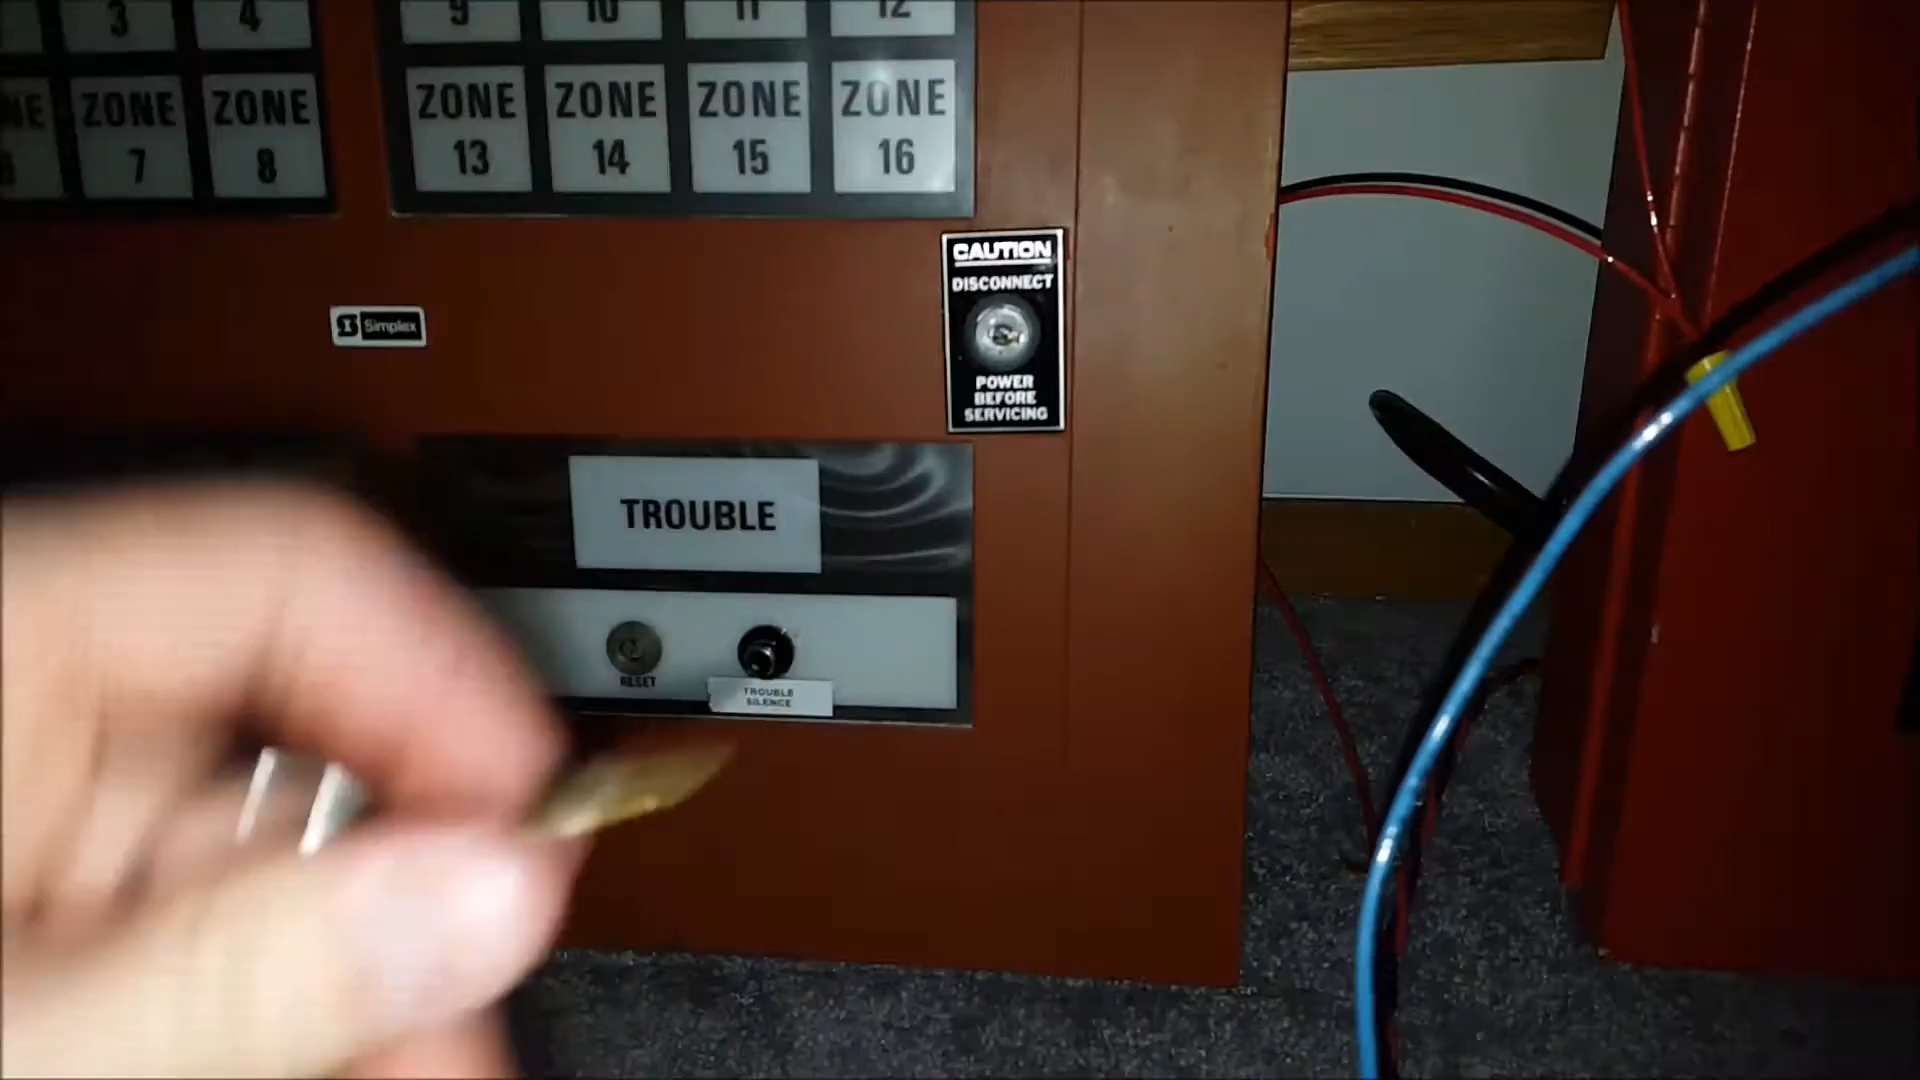 3
4
9
10
11
12
ZONE
7
ZONE
8
ZONE
13
ZONE
14
ZONE
15
ZONE
16
CAUTION
DISCONNECT
POWER
BEFORE
SERVICING
Simplex
TROUBLE
RESET
TROUBLE
SILENCE